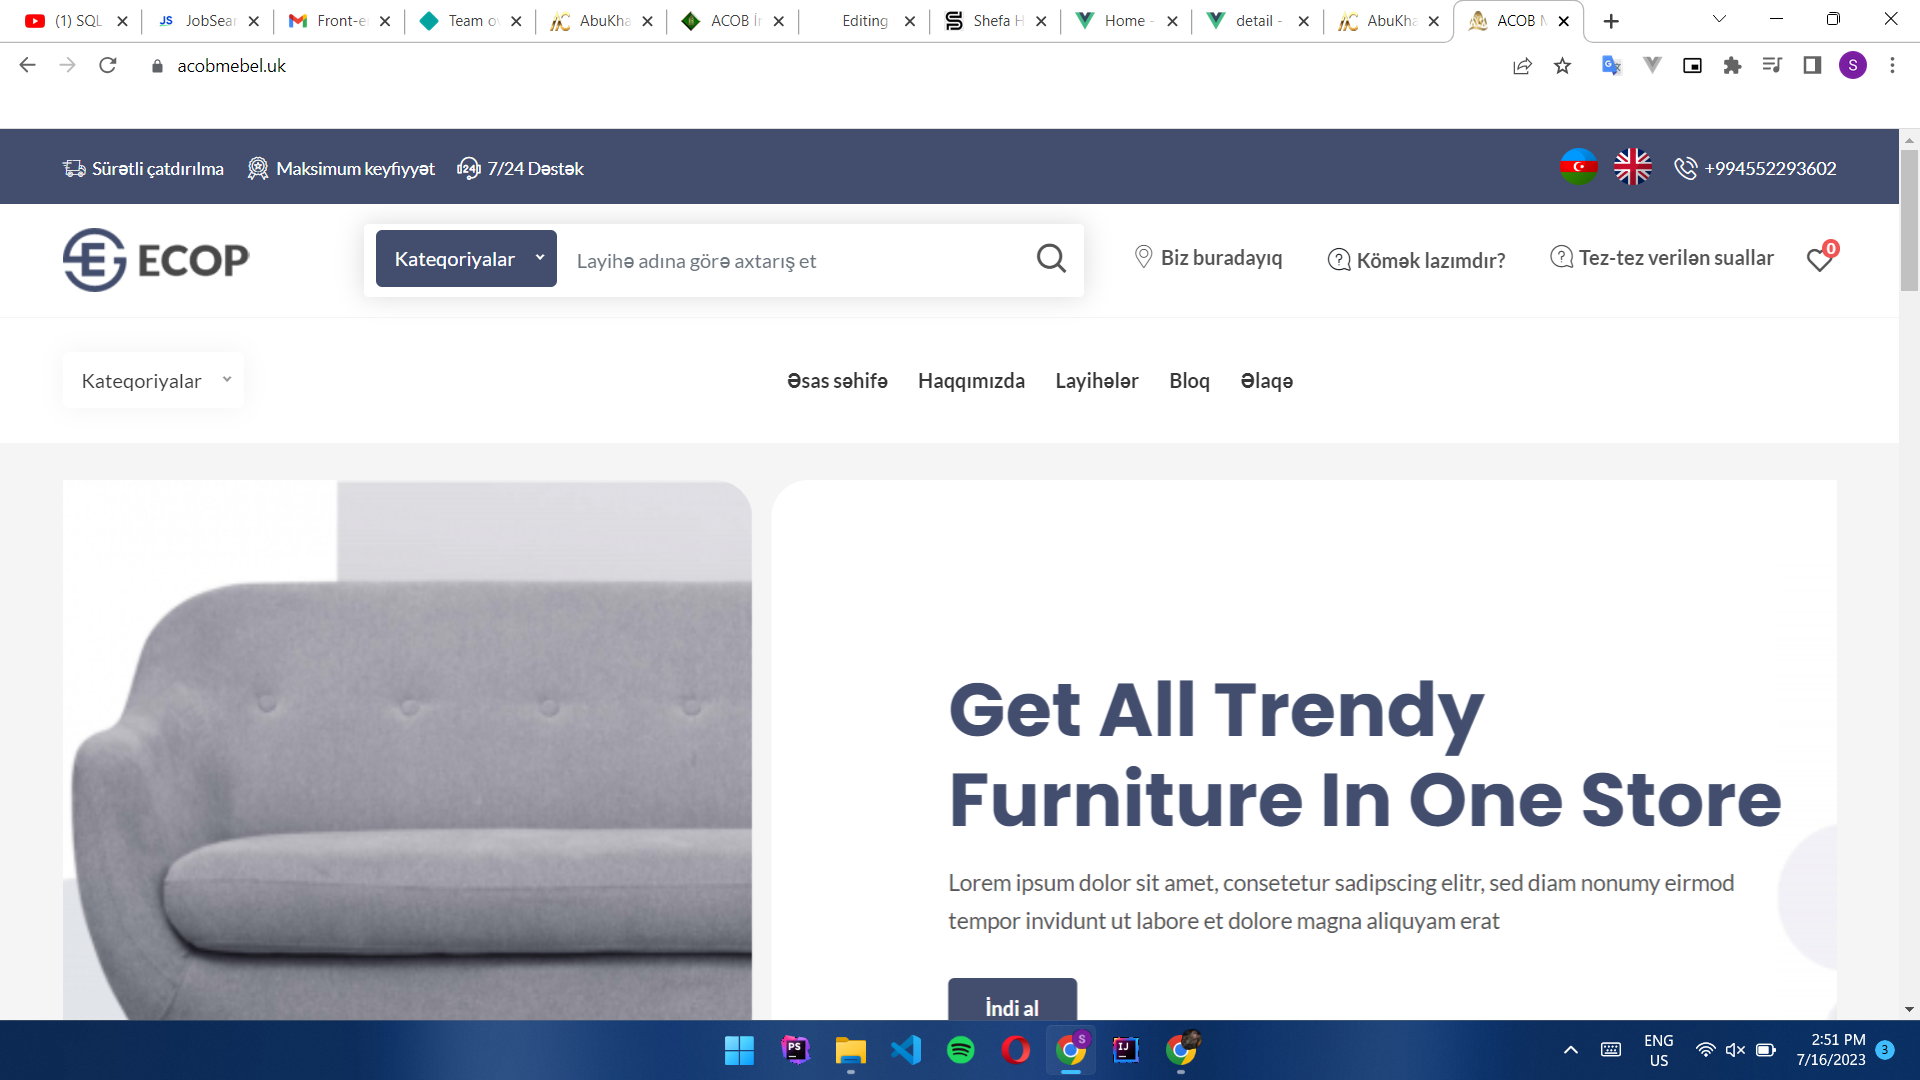 (1) SQL
JobSear
Front-e
Team o
AbuKha
ACOB İ
Editing
Shefa H
Home -
detail -
AbuKha
ACOB M
acobmebel.uk
S
Sürətli çatdırılma
Maksimum keyfiyyət
7/24 Dəstək
+994552293602
ECOP
Kateqoriyalar
Layihə adına görə axtarış et
Biz buradayıq
Kömək lazımdır?
Tez-tez verilən suallar
0
Kateqoriyalar
Əsas səhifə
Haqqımızda
Layihələr
Bloq
Əlaqə
Get All Trendy
Furniture In One Store
Lorem ipsum dolor sit amet, consetetur sadipscing elitr, sed diam nonumy eirmod
tempor invidunt ut labore et dolore magna aliquyam erat
İndi al
ENG
US
2:51 PM
7/16/2023
3